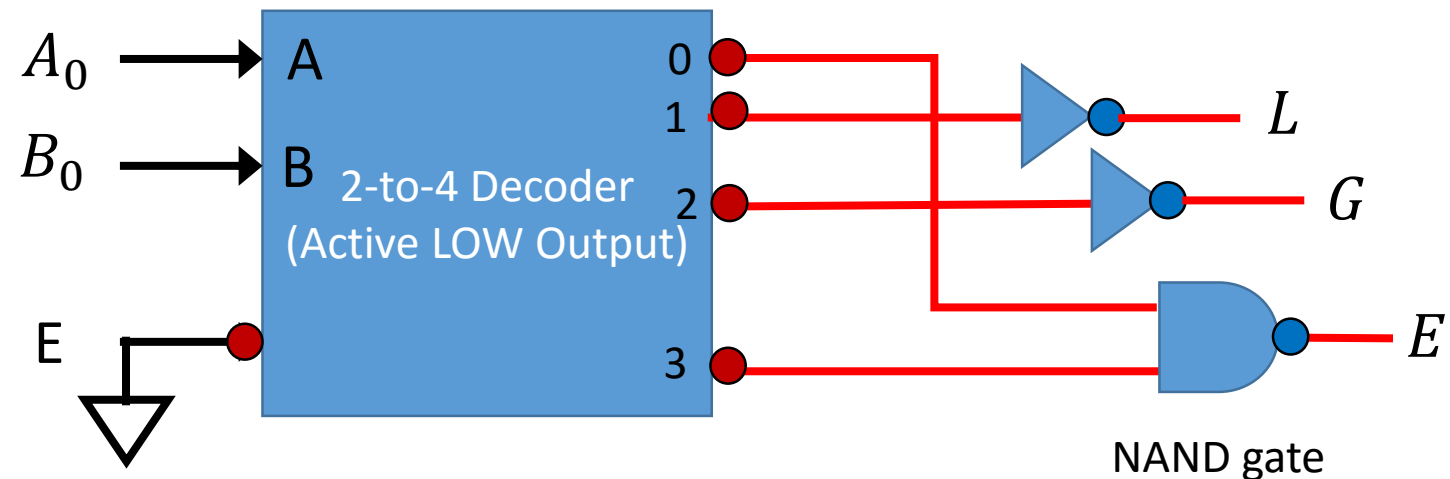 A₀
A
B₀
B
2-to-4 Decoder
(Active LOW Output)
E
0
1
2
3
L
G
E
NAND gate